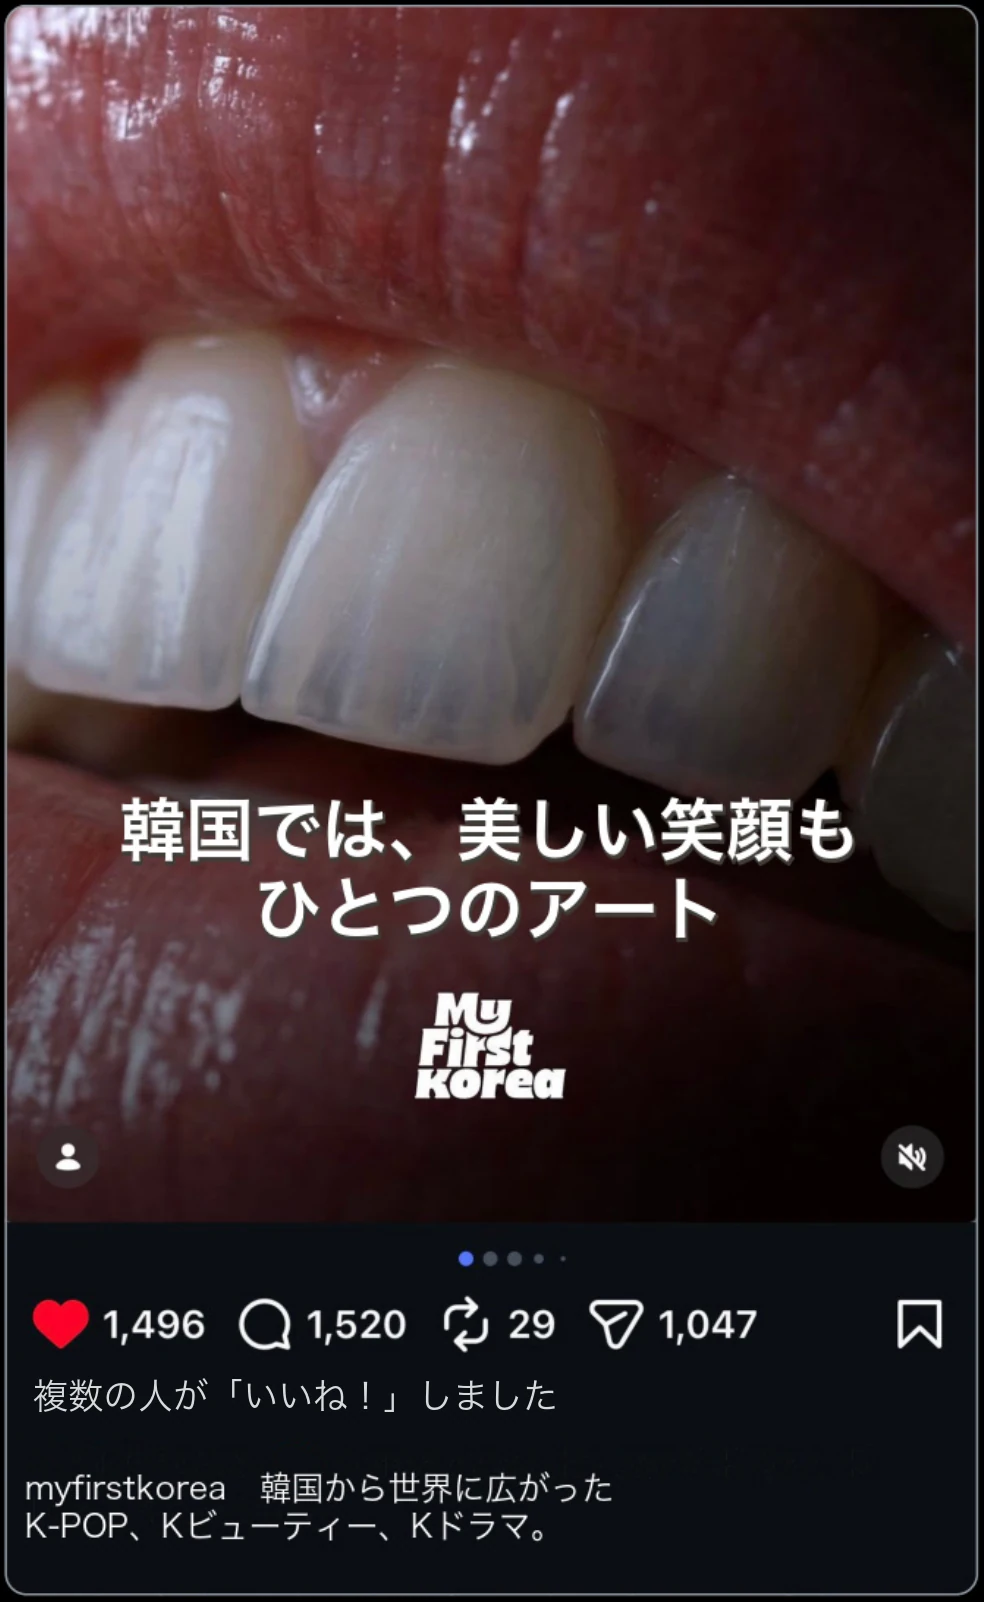 韓国では、美しい笑顔も
ひとつのアート
My
First
Korea
1,496 1,520 29 1,047
複数の人が「いいね！」しました
myfirstkorea 韓国から世界に広がった
K-POP、Kビューティー、Kドラマ。